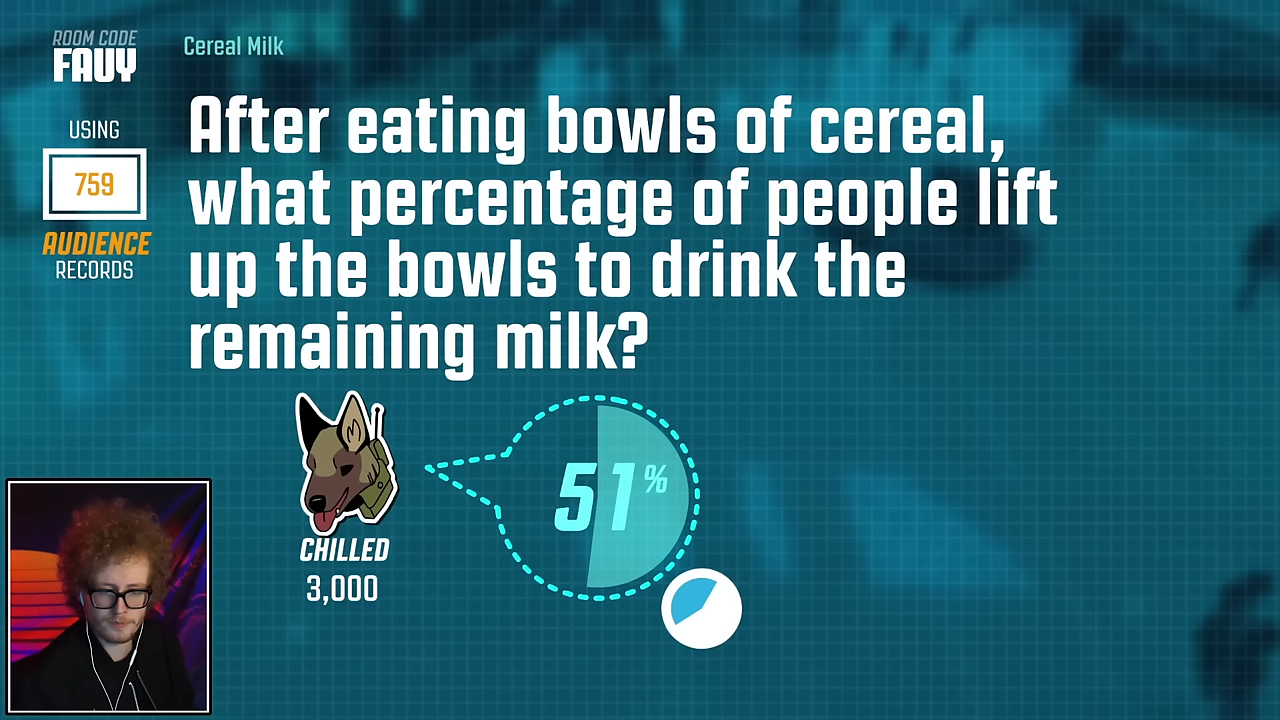 ROOM CODE
FAUY
Cereal Milk
USING
759
AUDIENCE
RECORDS
After eating bowls of cereal,
what percentage of people lift
up the bowls to drink the
remaining milk?
51%
CHILLED
3,000